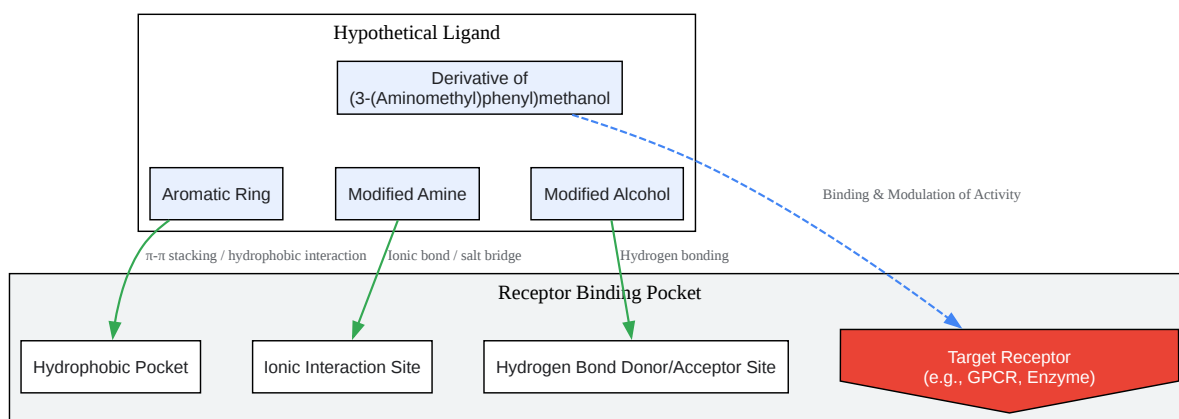 Hypothetical Ligand
Derivative of
(3-(Aminomethyl)phenyl)methanol
Aromatic Ring
Modified Amine
Modified Alcohol
Binding & Modulation of Activity
π-π stacking / hydrophobic interaction
Ionic bond / salt bridge
Hydrogen bonding
Receptor Binding Pocket
Hydrophobic Pocket
Ionic Interaction Site
Hydrogen Bond Donor/Acceptor Site
Target Receptor
(e.g., GPCR, Enzyme)